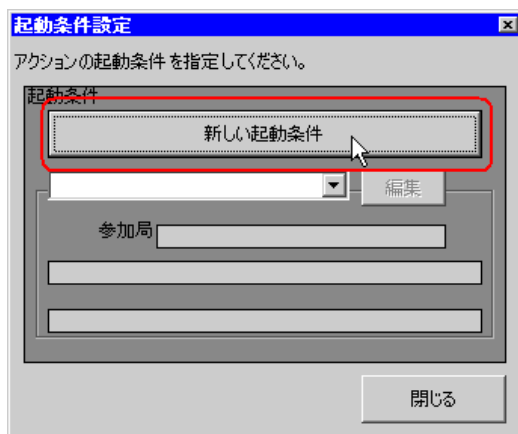 起動条件設定
アクションの起動条件を指定してください。
起動条件
新しい起動条件
編集
参加局
閉じる